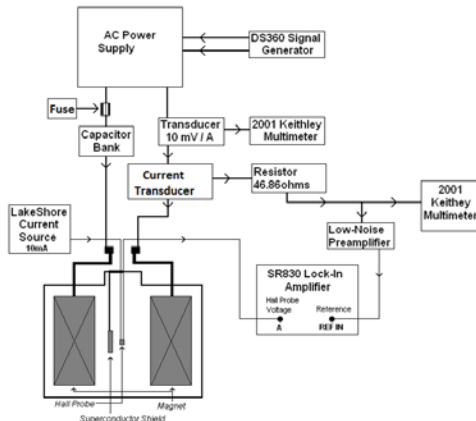 AC Power
Supply
DS360 Signal
Generator
Fuse
Capacitor
Bank
Transducer
10 mV / A
2001 Keithley
Multimeter
Current
Transducer
Resistor
46.86ohms
2001
Keithey
Multimeter
LakeShore
Current
Source
10mA
Low-Noise
Preamplifier
SR830 Lock-In
Amplifier
Hall Probe
Voltage
A
Reference
REF IN
Hall Probe
Magnet
Superconductor Shield